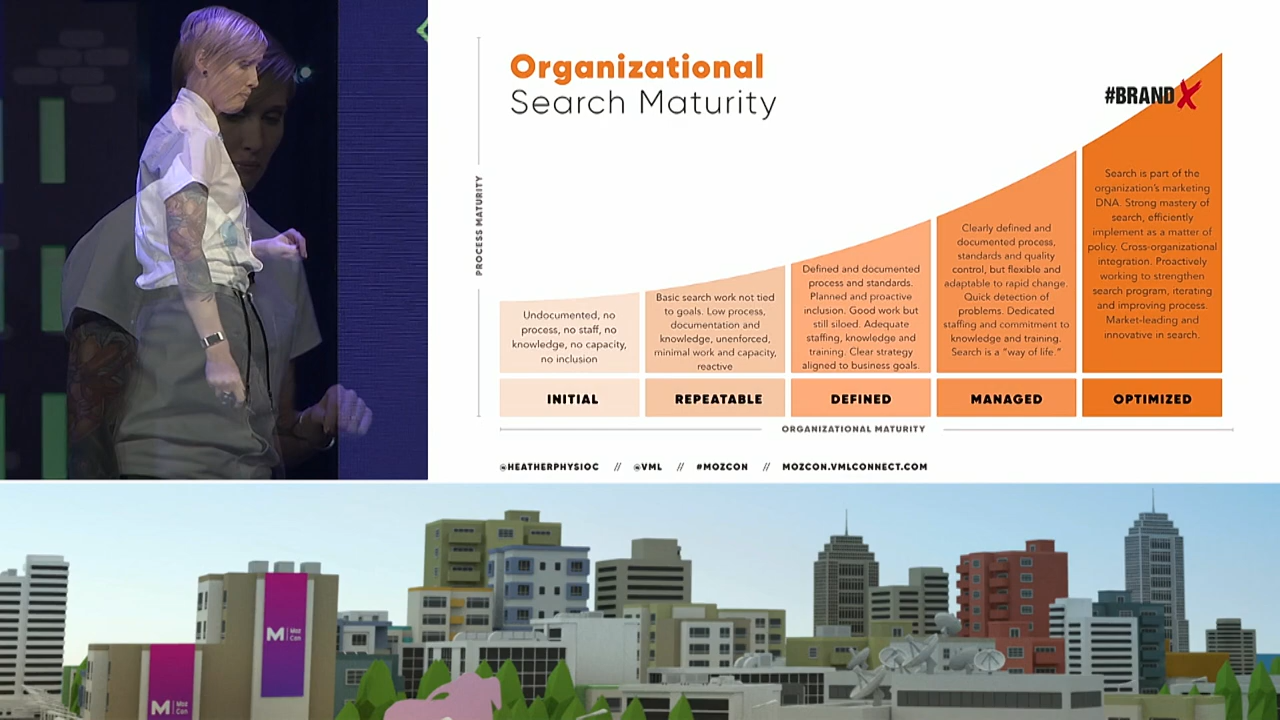 Organizational
Search Maturity
#BRANDX
PROCESS MATURITY
Undocumented, no
process, no staff, no
knowledge, no capacity,
no inclusion
Basic search work not tied
to goals. Low process,
documentation and
knowledge, unenforced,
minimal work and capacity,
reactive
Defined and documented
process and standards.
Planned and proactive
inclusion. Good work but
still siloed. Adequate
staffing, knowledge and
training. Clear strategy
aligned to business goals.
Clearly defined and
documented process,
standards and quality
control, but flexible and
adaptable to rapid change.
Quick detection of
problems. Dedicated
staffing and commitment to
knowledge and training.
Search is a "way of life."
Search is part of the
organization's marketing
DNA. Strong mastery of
search, efficiently
implement as a matter of
policy. Cross-organizational
integration. Proactively
working to strengthen
search program, iterating
and improving process.
Market-leading and
innovative in search.
INITIAL
REPEATABLE
DEFINED
MANAGED
OPTIMIZED
ORGANIZATIONAL MATURITY
@HEATHERPHYSIOC // @VML // #MOZCON // MOZCON.VMLCONNECT.COM
M Moz
Con
M Moz
Con